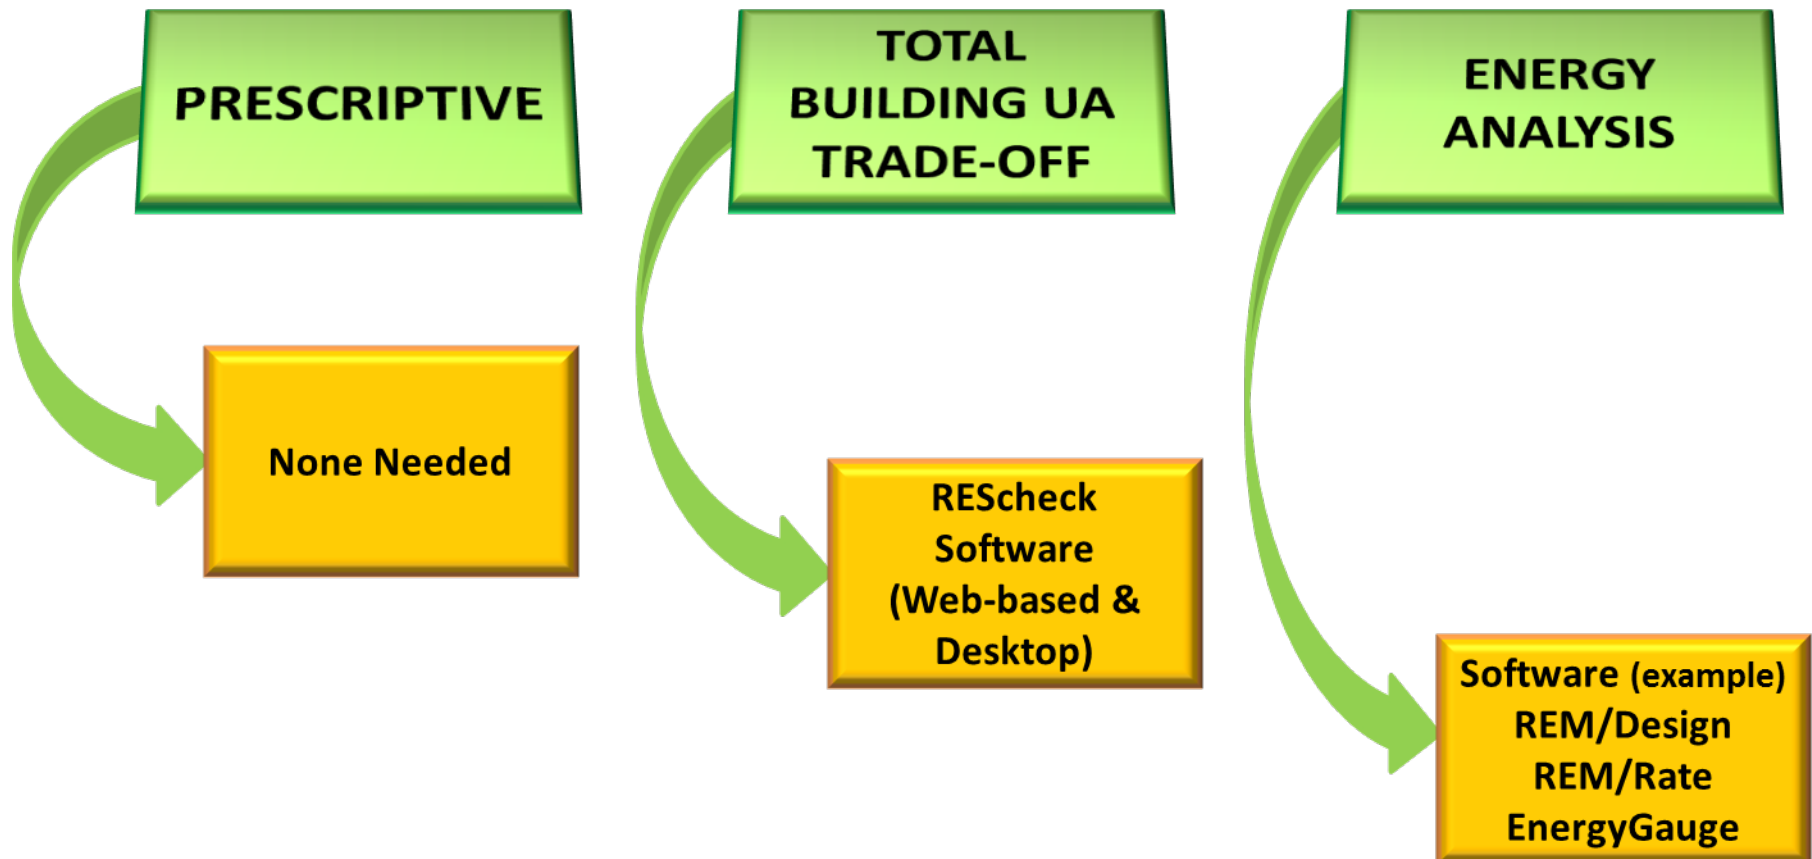 PRESCRIPTIVE
None Needed
TOTAL
BUILDING UA
TRADE-OFF
REScheck
Software
(Web-based &
Desktop)
ENERGY
ANALYSIS
Software (example)
REM/Design
REM/Rate
EnergyGauge